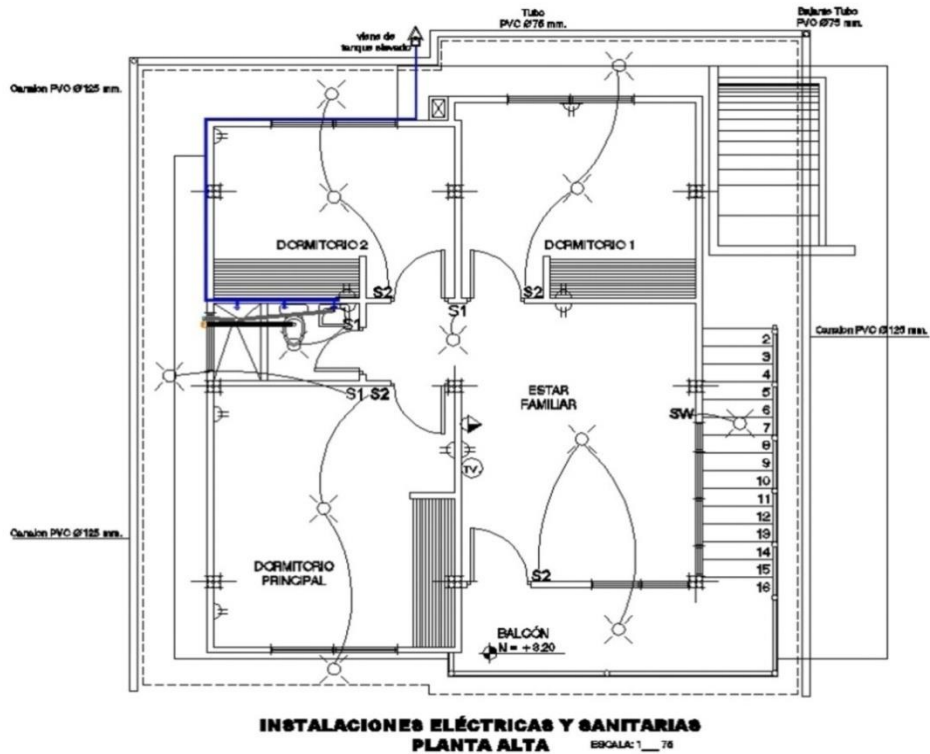 Tubo
PVC Ø75 mm.
Bajante Tubo
PVC Ø75 mm.
viene de
tanque elevado
Canalon PVC Ø125 mm.
DORMITORIO 2
DORMITORIO 1
S2
S2
S1
S1
Canalon PVC Ø125 mm.
2
3
4
5
6
7
8
9
10
11
12
13
14
15
16
ESTAR
FAMILIAR
S1 S2
SW
TV
Canalon PVC Ø125 mm.
DORMITORIO
PRINCIPAL
S2
BALCÓN
N = +3.20
INSTALACIONES ELÉCTRICAS Y SANITARIAS
PLANTA ALTA
ESCALA: 1__75